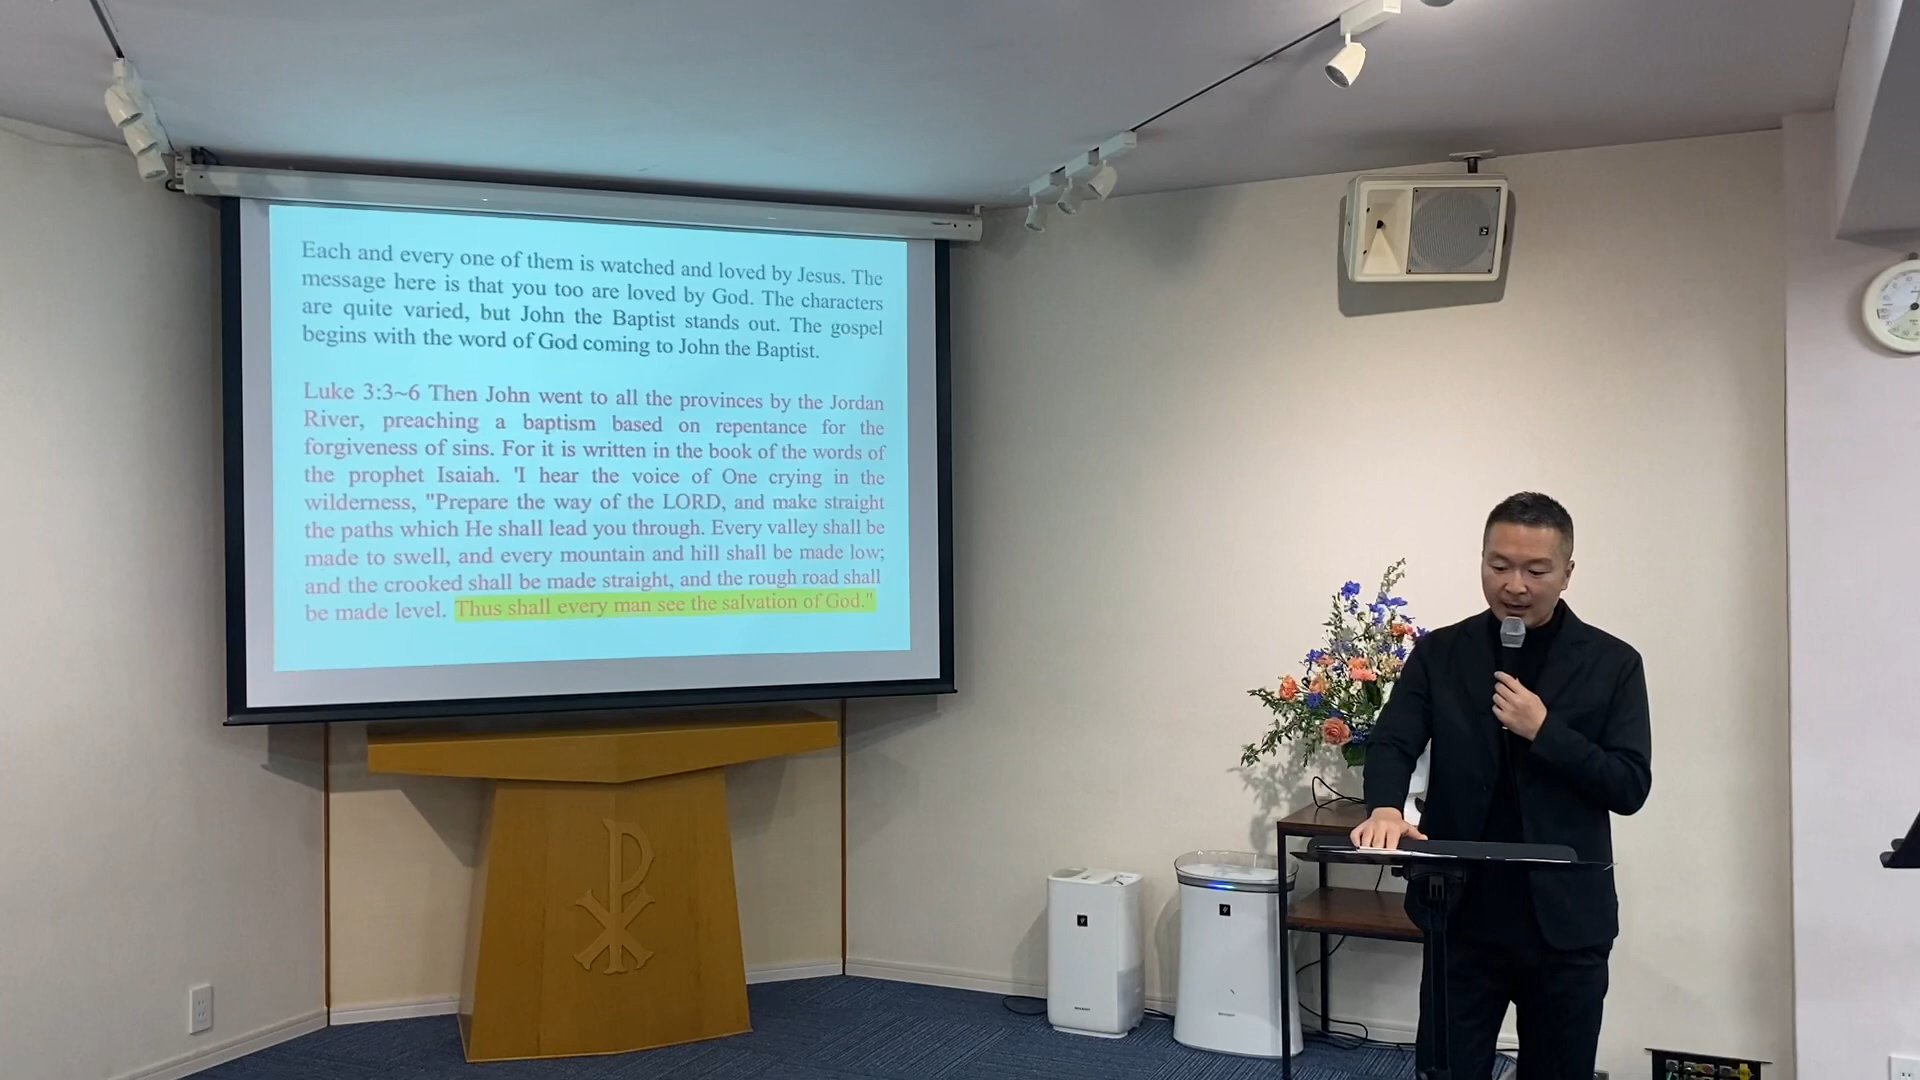 Each and every one of them is watched and loved by Jesus. The
message here is that you too are loved by God. The characters
are quite varied, but John the Baptist stands out. The gospel
begins with the word of God coming to John the Baptist.
Luke 3:3~6 Then John went to all the provinces by the Jordan
River, preaching a baptism based on repentance for the
forgiveness of sins. For it is written in the book of the words of
the prophet Isaiah. 'I hear the voice of One crying in the
wilderness, "Prepare the way of the LORD, and make straight
the paths which He shall lead you through. Every valley shall be
made to swell, and every mountain and hill shall be made low;
and the crooked shall be made straight, and the rough road shall
be made level. Thus shall every man see the salvation of God."